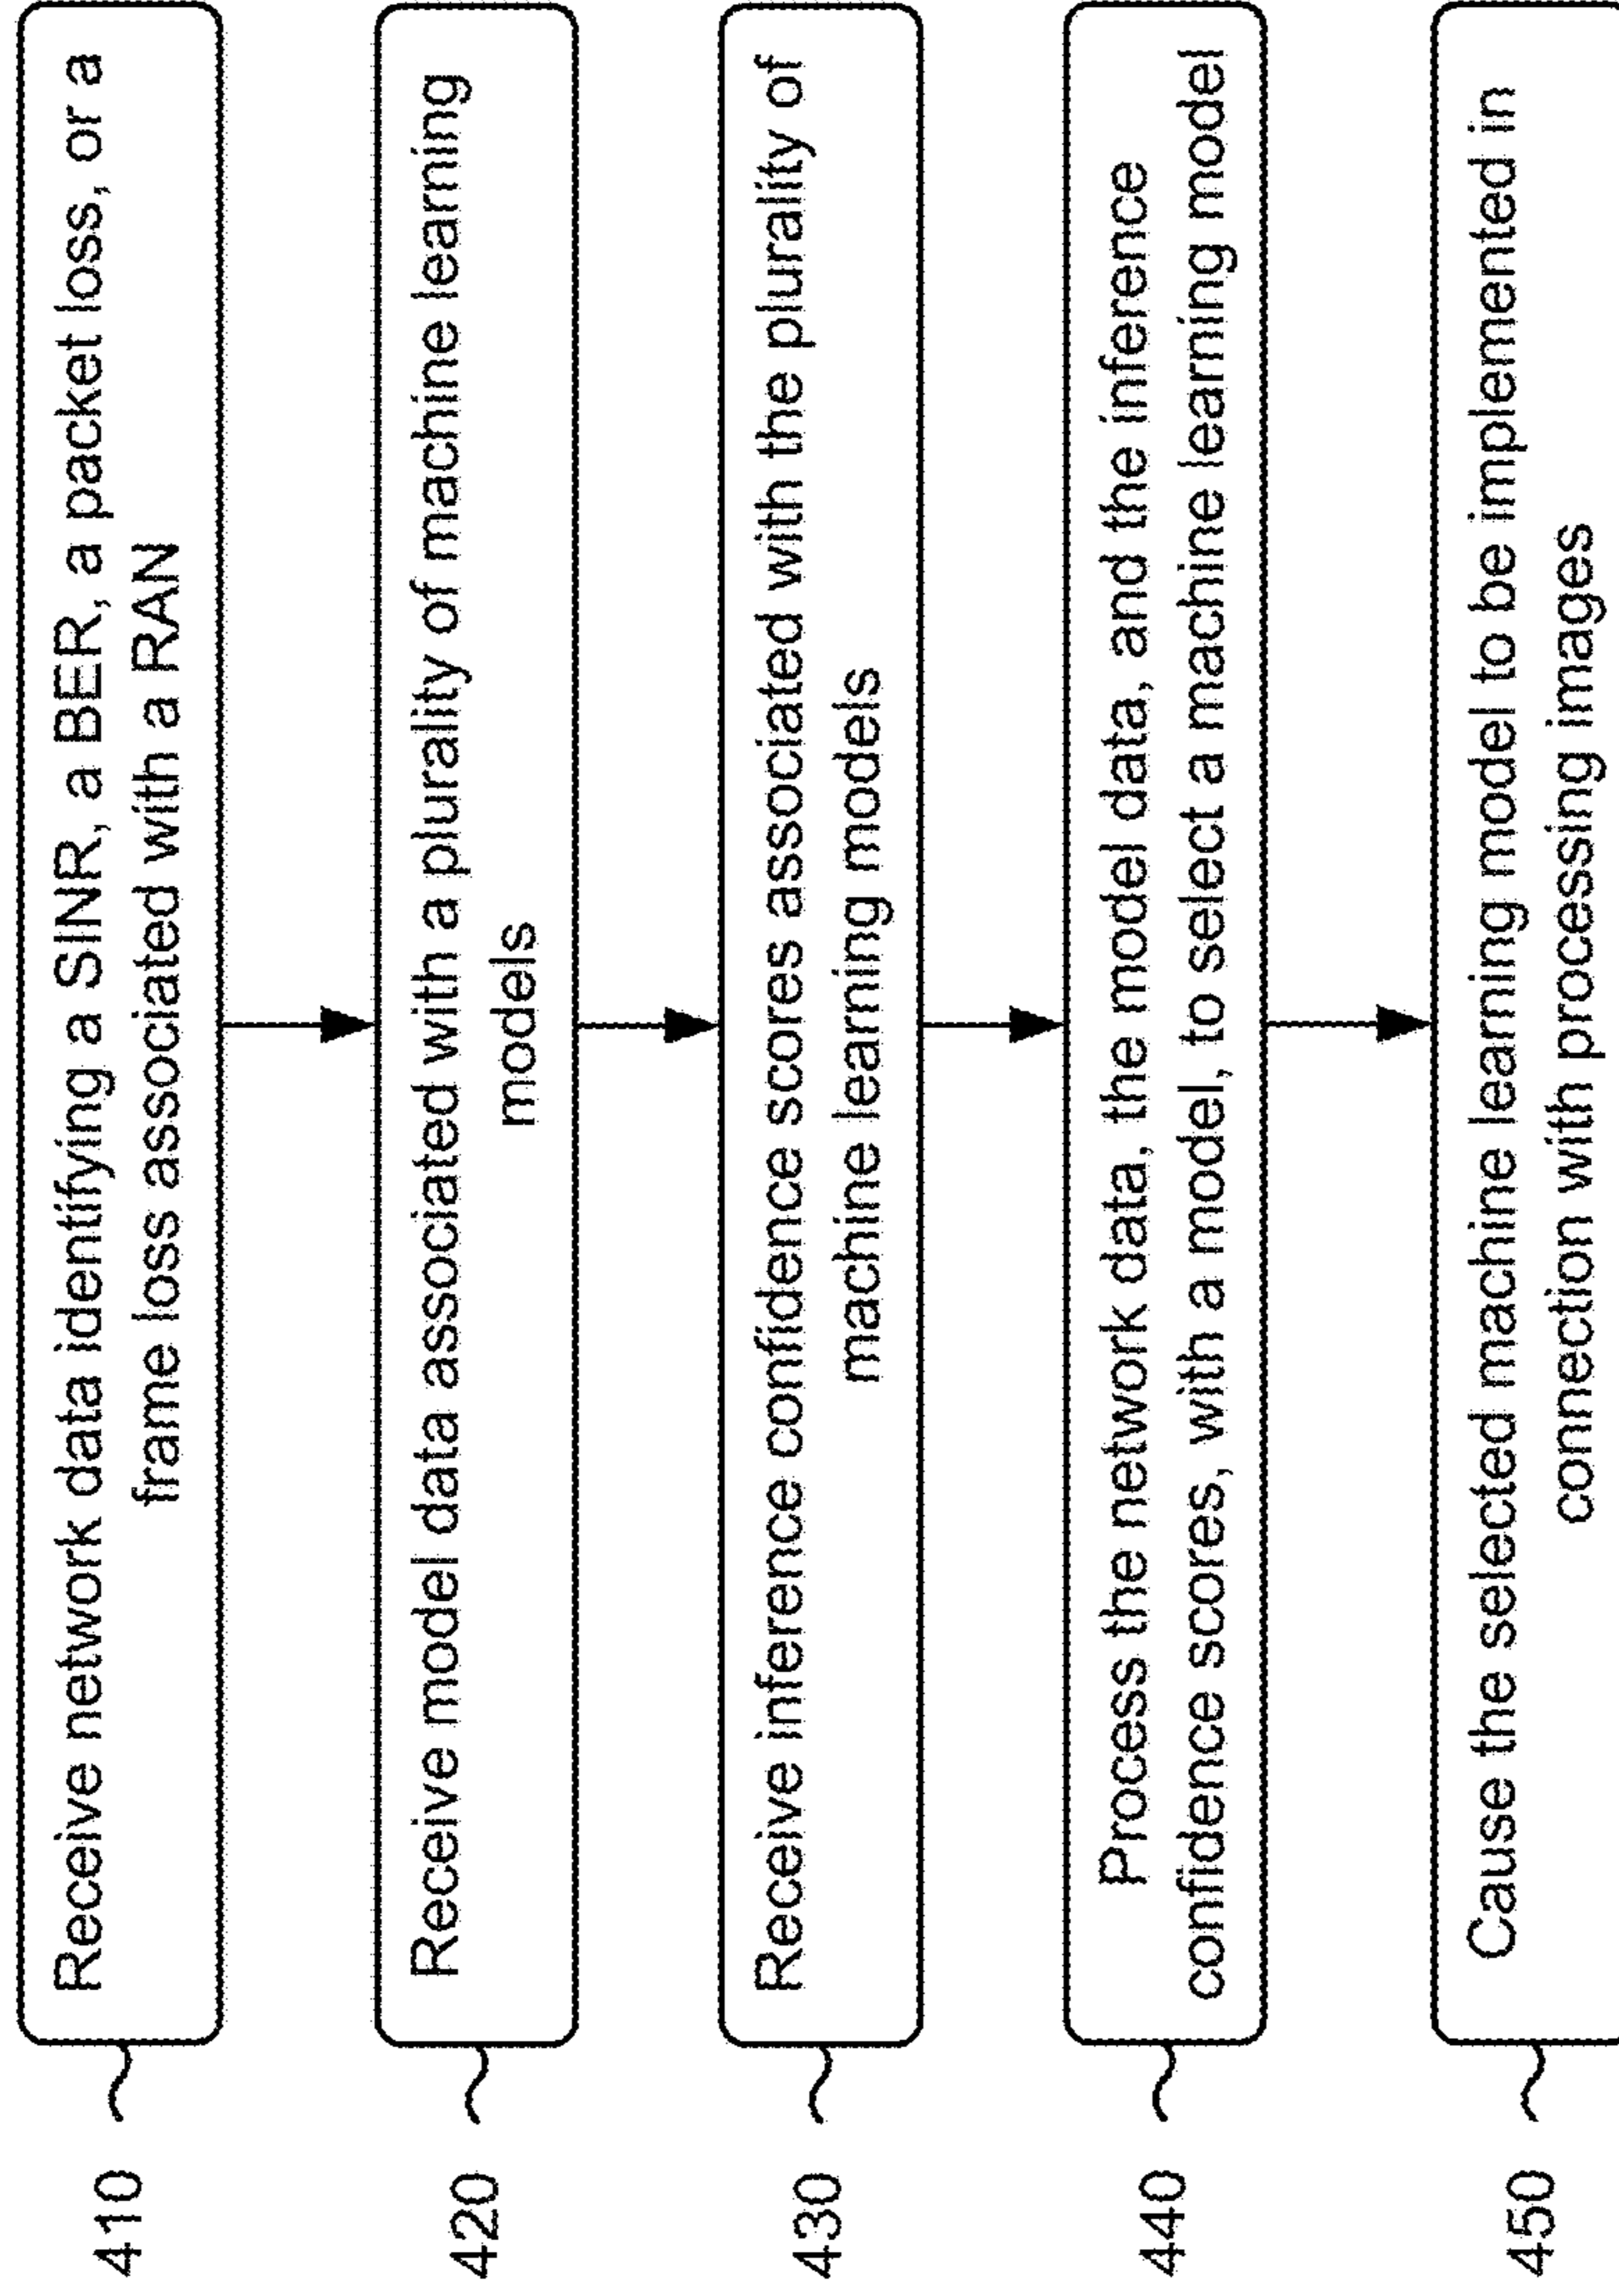 410
Receive network data identifying a SINR, a BER, a packet loss, or a
frame loss associated with a RAN
420
Receive model data associated with a plurality of machine learning
models
430
Receive inference confidence scores associated with the plurality of
machine learning models
440
Process the network data, the model data, and the inference
confidence scores, with a model, to select a machine learning model
450
Cause the selected machine learning model to be implemented in
connection with processing images